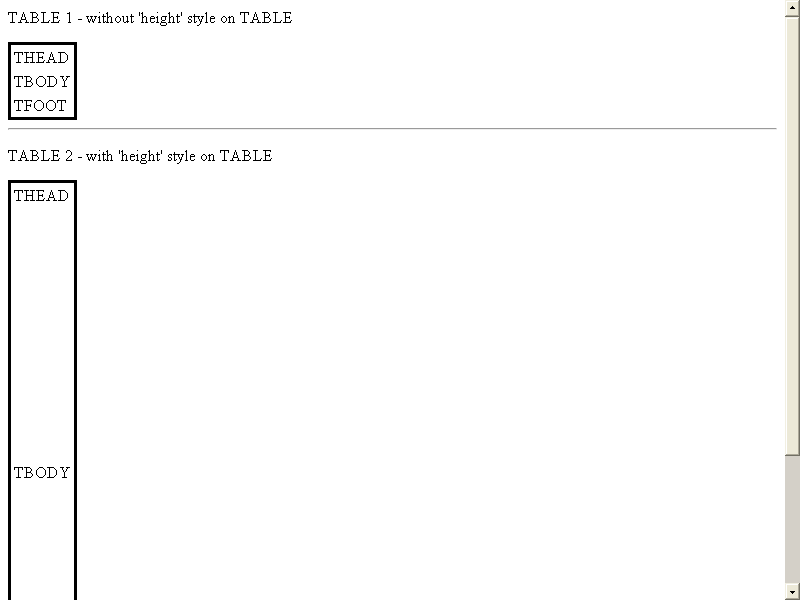 TABLE 1 - without 'height' style on TABLE
THEAD
TBODY
TFOOT
TABLE 2 - with 'height' style on TABLE
THEAD
TBODY